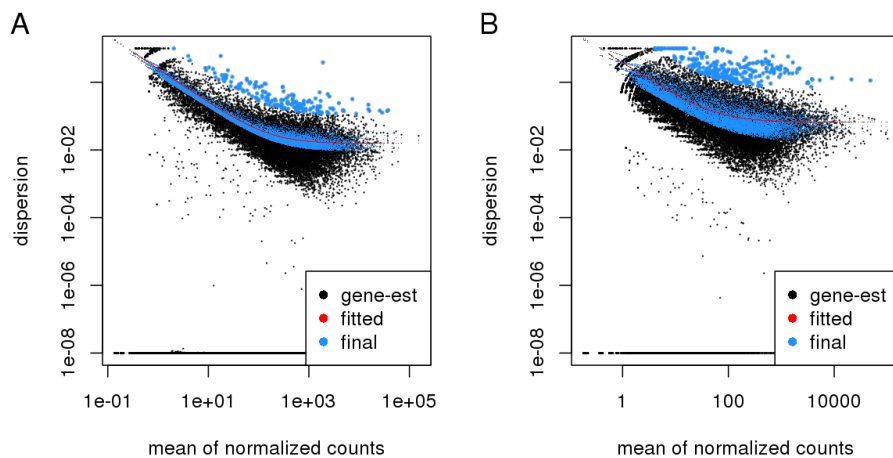 A
dispersion
1e-02
1e-04
1e-06
1e-08
gene-est
fitted
final
1e-01 1e+01 1e+03 1e+05
mean of normalized counts
B
dispersion
1e-02
1e-04
1e-06
1e-08
gene-est
fitted
final
1 100 10000
mean of normalized counts